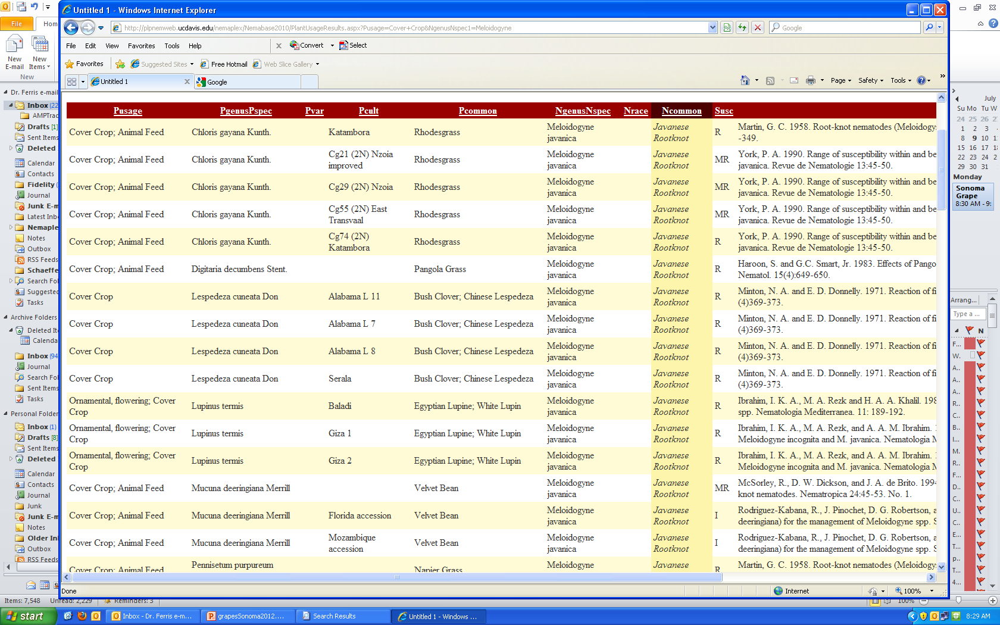 Untitled 1 - Windows Internet Explorer
File
Hom
http://plpnemweb.ucdavis.edu/nemaplex/Nemabase2010/PlantUsageResults.aspx?Pusage=Cover+Crop&NgenusNspec1=Meloidogyne
Google
File Edit View Favorites Tools Help
Convert Select
New E-mail
New Items
New
Favorites Suggested Sites Free Hotmail Web Slice Gallery
Untitled 1
Google
Page Safety Tools
Dr. Ferris e-mail
Inbox (22
AMPTrac
Drafts [1]
Sent Items
Deleted
Calendar
Contacts
Fidelity (
Journal
Junk E-m
Latest Inb
Nemaple
Notes
Outbox
RSS Feeds
Schaeffe
Search Fol
Suggested
Tasks
Archive Folders
Deleted Ite
Calenda
Inbox (94
Journal
Search Fol
Sent Items
Tasks
Personal Folder
Inbox (1)
Drafts [8]
Sent Items
Deleted
Calendar
Contacts
Journal
Junk
Junk E-m
Notes
Older Inl
Outbox
RSS Feeds
Pusage PgenusPspec Pvar Pcult Pcommon NgenusNspec Nrace Ncommon Susc
Cover Crop; Animal Feed Chloris gayana Kunth. Katambora Rhodesgrass Meloidogyne javanica Javanese Rootknot R Martin, G. C. 1958. Root-knot nematodes (Meloidogy
-349.
Cover Crop; Animal Feed Chloris gayana Kunth. Cg21 (2N) Nzoia improved Rhodesgrass Meloidogyne javanica Javanese Rootknot MR York, P. A. 1990. Range of susceptibility within and be
javanica. Revue de Nematologie 13:45-50.
Cover Crop; Animal Feed Chloris gayana Kunth. Cg29 (2N) Nzoia Rhodesgrass Meloidogyne javanica Javanese Rootknot MR York, P. A. 1990. Range of susceptibility within and be
javanica. Revue de Nematologie 13:45-50.
Cover Crop; Animal Feed Chloris gayana Kunth. Cg55 (2N) East Transvaal Rhodesgrass Meloidogyne javanica Javanese Rootknot MR York, P. A. 1990. Range of susceptibility within and be
javanica. Revue de Nematologie 13:45-50.
Cover Crop; Animal Feed Chloris gayana Kunth. Cg74 (2N) Katambora Rhodesgrass Meloidogyne javanica Javanese Rootknot R York, P. A. 1990. Range of susceptibility within and be
javanica. Revue de Nematologie 13:45-50.
Cover Crop; Animal Feed Digitaria decumbens Stent. Pangola Grass Meloidogyne javanica Javanese Rootknot R Haroon, S. and G.C. Smart, Jr. 1983. Effects of Pango
Nematol. 15(4):649-650.
Cover Crop Lespedeza cuneata Don Alabama L 11 Bush Clover; Chinese Lespedeza Meloidogyne javanica Javanese Rootknot R Minton, N. A. and E. D. Donnelly. 1971. Reaction of fi
(4)369-373.
Cover Crop Lespedeza cuneata Don Alabama L 7 Bush Clover; Chinese Lespedeza Meloidogyne javanica Javanese Rootknot R Minton, N. A. and E. D. Donnelly. 1971. Reaction of fi
(4)369-373.
Cover Crop Lespedeza cuneata Don Alabama L 8 Bush Clover; Chinese Lespedeza Meloidogyne javanica Javanese Rootknot R Minton, N. A. and E. D. Donnelly. 1971. Reaction of fi
(4)369-373.
Cover Crop Lespedeza cuneata Don Serala Bush Clover; Chinese Lespedeza Meloidogyne javanica Javanese Rootknot R Minton, N. A. and E. D. Donnelly. 1971. Reaction of fi
(4)369-373.
Ornamental, flowering; Cover Crop Lupinus termis Baladi Egyptian Lupine; White Lupin Meloidogyne javanica Javanese Rootknot R Ibrahim, I. K. A., M. A. Rezk and H. A. A. Khalil. 198
spp. Nematologia Mediterranea. 11: 189-192.
Ornamental, flowering; Cover Crop Lupinus termis Giza 1 Egyptian Lupine; White Lupin Meloidogyne javanica Javanese Rootknot R Ibrahim, I. K. A., M. A. Rezk, and A. A. M. Ibrahim.
Meloidogyne incognita and M. javanica. Nematologia M
Ornamental, flowering; Cover Crop Lupinus termis Giza 2 Egyptian Lupine; White Lupin Meloidogyne javanica Javanese Rootknot R Ibrahim, I. K. A., M. A. Rezk, and A. A. M. Ibrahim.
Meloidogyne incognita and M. javanica. Nematologia M
Cover Crop; Animal Feed Mucuna deeringiana Merrill Velvet Bean Meloidogyne javanica Javanese Rootknot MR McSorley, R., D. W. Dickson, and J. A. de Brito. 1994
knot nematodes. Nematropica 24:45-53. No. 1.
Cover Crop; Animal Feed Mucuna deeringiana Merrill Florida accession Velvet Bean Meloidogyne javanica Javanese Rootknot I Rodriguez-Kabana, R., J. Pinochet, D. G. Robertson, a
deeringiana) for the management of Meloidogyne spp. S
Cover Crop; Animal Feed Mucuna deeringiana Merrill Mozambique accession Velvet Bean Meloidogyne javanica Javanese Rootknot I Rodriguez-Kabana, R., J. Pinochet, D. G. Robertson, a
deeringiana) for the management of Meloidogyne spp. S
Cover Crop; Animal Feed Pennisetum purpureum Napier Grass Meloidogyne Javanese R Martin, G. C. 1958. Root-knot nematodes (Meloidogy
July
Su Mo Tu W
24 25 26 2
1 2 3
8 9 10 1
15 16 17 1
22 23 24 2
29 30 31
Monday
Sonoma
Grape
8:30 AM - 9:
Arrang...
Type a ...
N
F...
W.
A..
A..
A..
R..
C..
B..
I...
M..
R..
F...
D..
C..
U..
C..
E...
T...
p..
T...
4...
Done
Internet
100%
Items: 7,548 Unread: 2,229 Reminders: 3
100%
start
Inbox - Dr. Ferris e-m...
grapesSonoma2012....
Search Results
Untitled 1 - Windows ...
8:29 AM